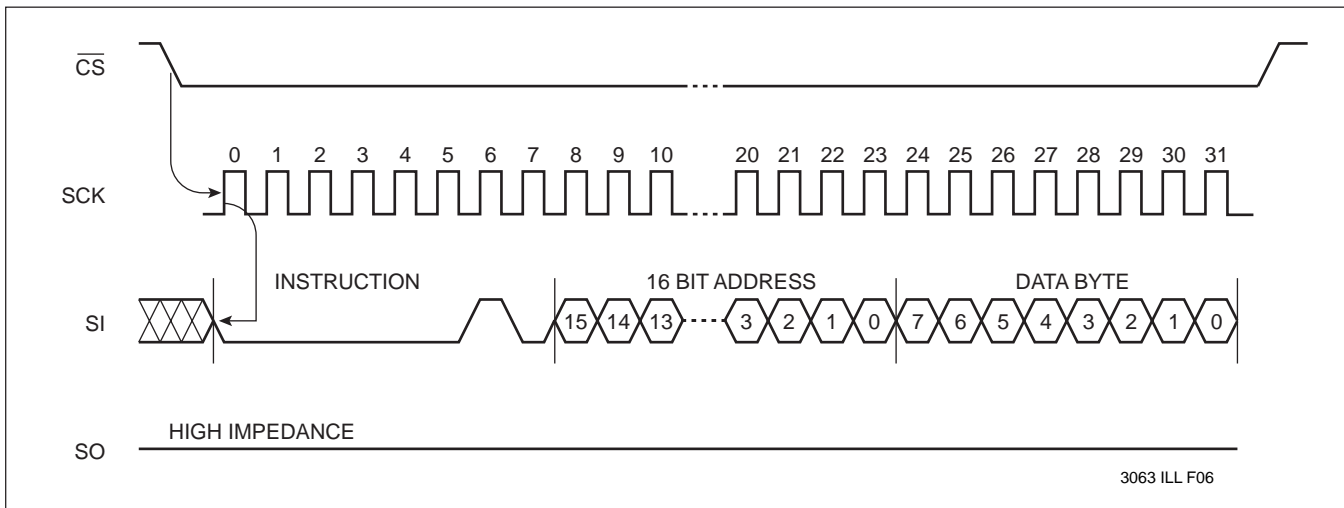 CS
0 1 2 3 4 5 6 7 8 9 10 20 21 22 23 24 25 26 27 28 29 30 31
SCK
INSTRUCTION 16 BIT ADDRESS DATA BYTE
SI 15 14 13 3 2 1 0 7 6 5 4 3 2 1 0
HIGH IMPEDANCE
SO
3063 ILL F06